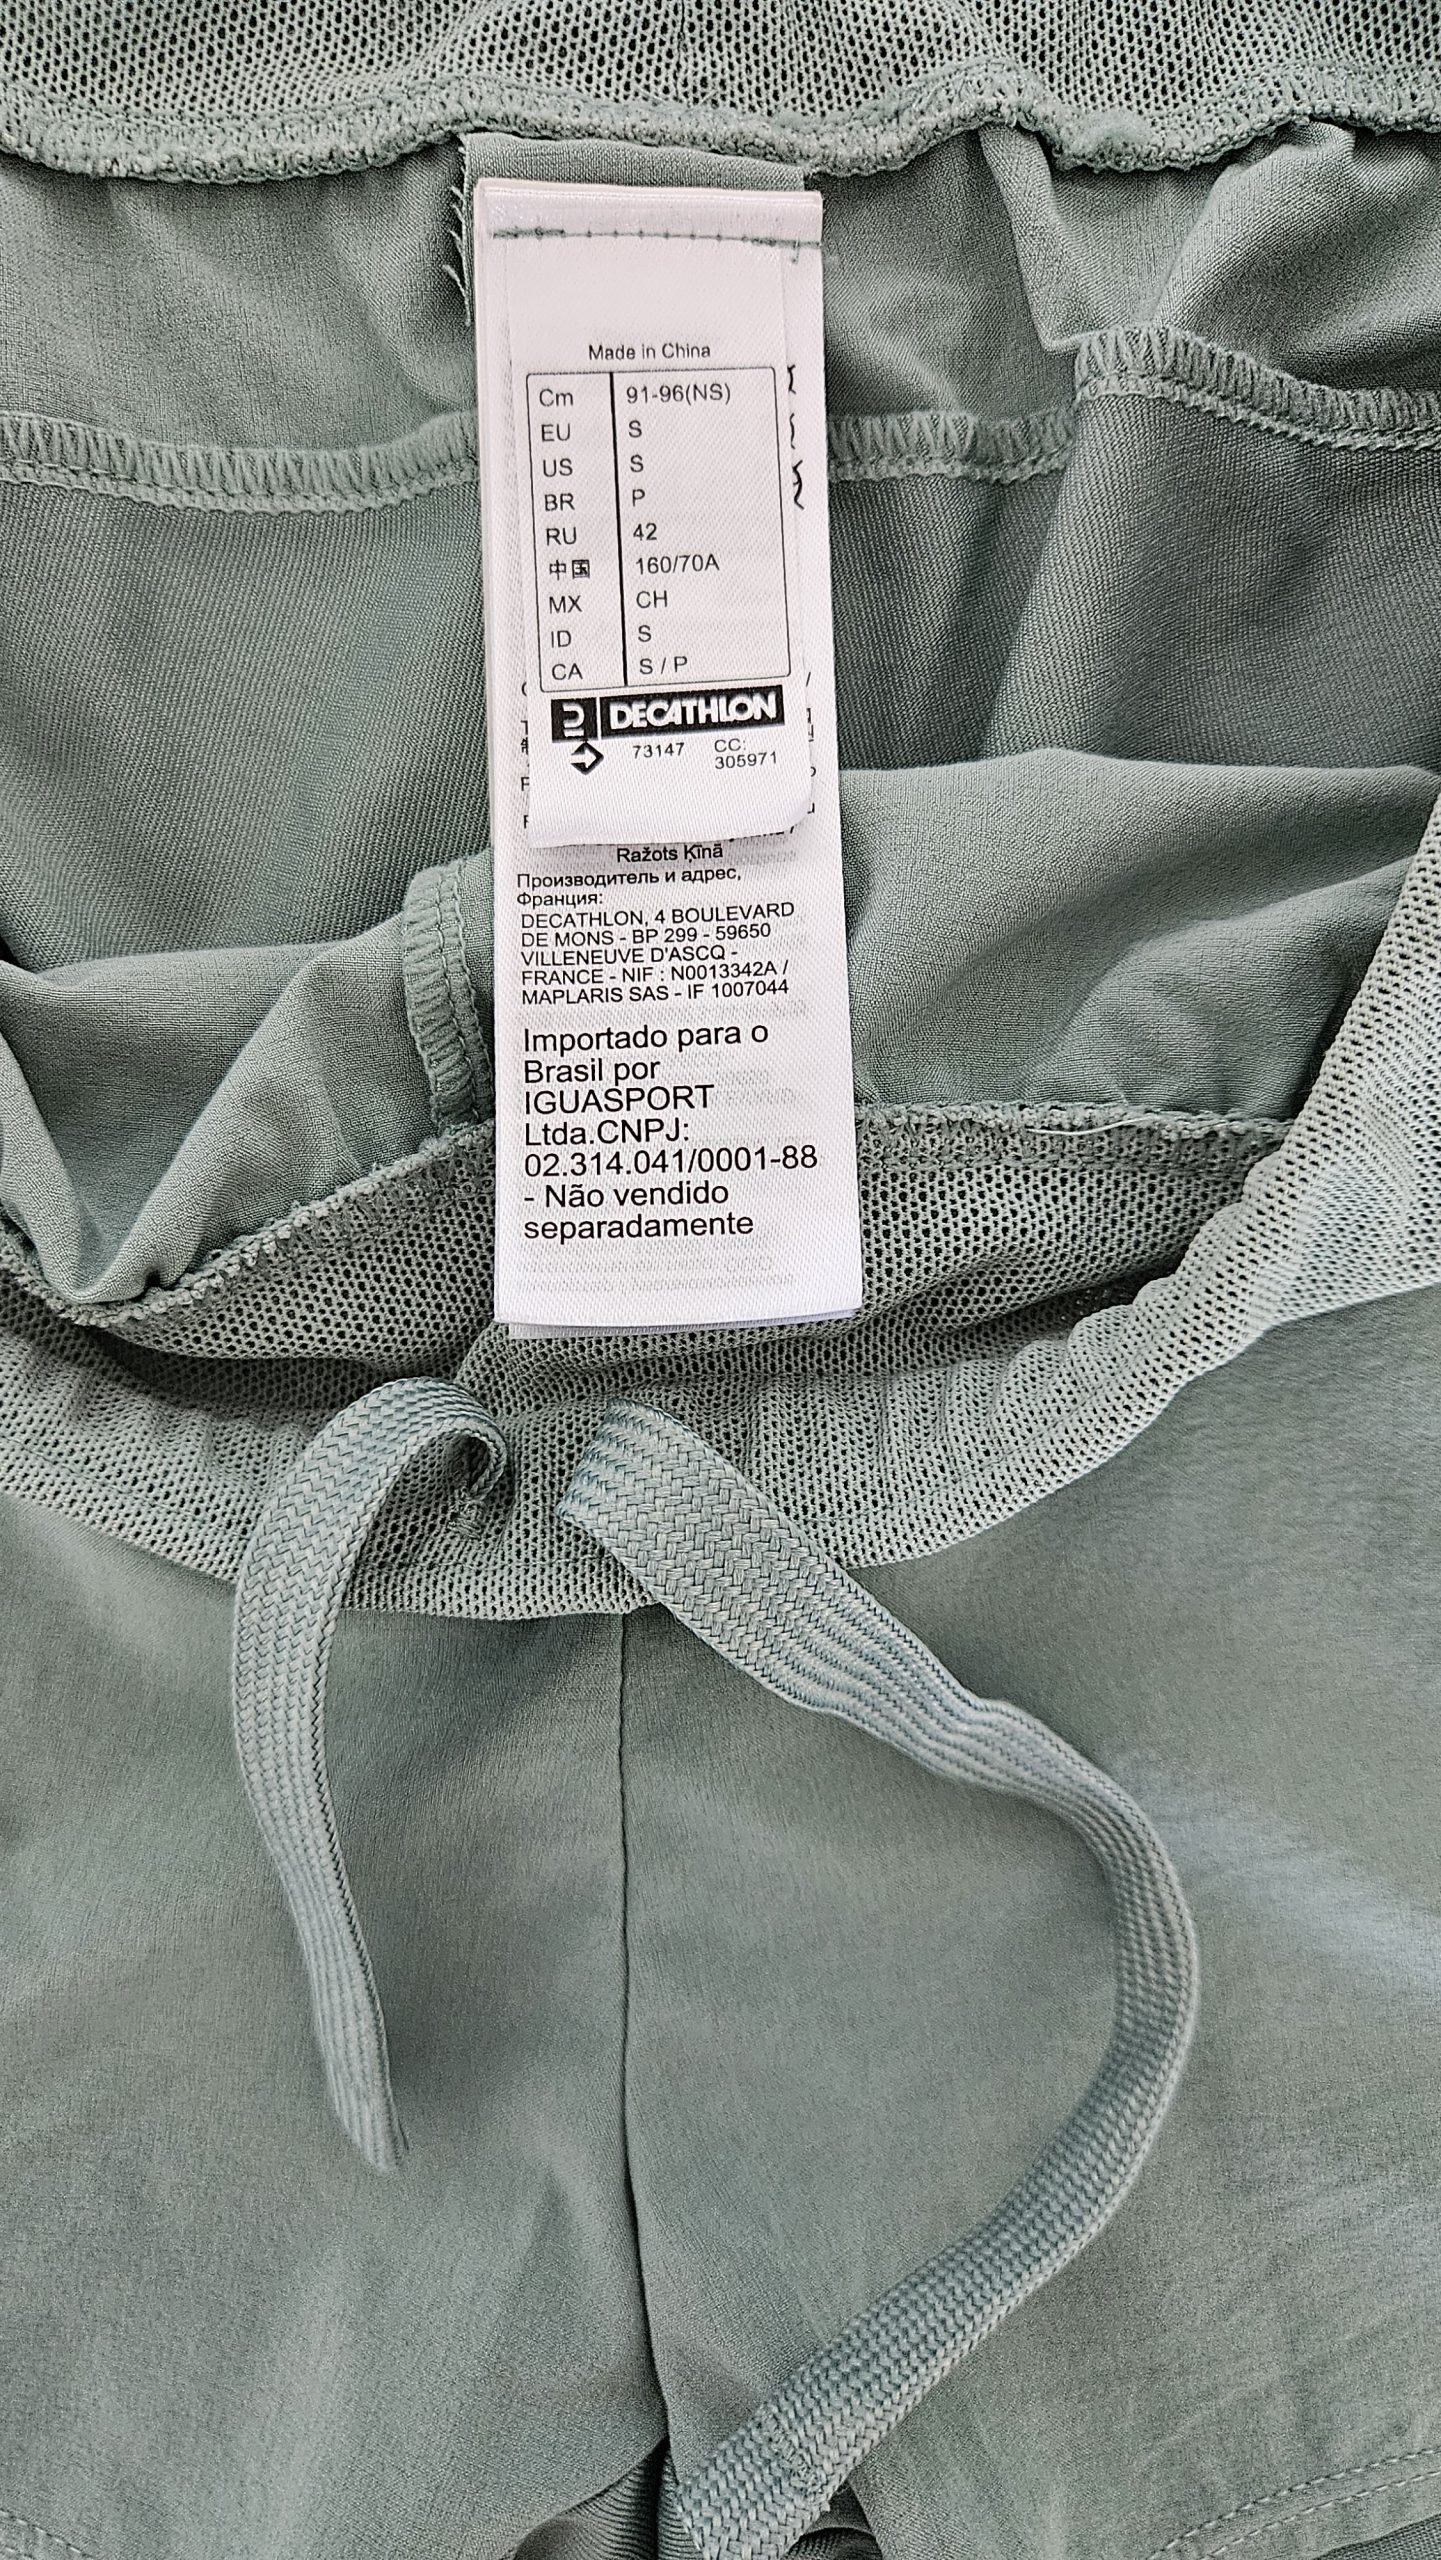 Made in China
Cm 91-96(NS)
EU S
US S
BR P
RU 42
中国 160/70A
MX CH
ID S
CA S / P
DECATHLON
73147 CC:
305971
Ražots Ķīnā
Производитель и адрес,
Франция:
DECATHLON, 4 BOULEVARD
DE MONS - BP 299 - 59650
VILLENEUVE D'ASCQ -
FRANCE - NIF : N0013342A /
MAPLARIS SAS - IF 1007044
Importado para o
Brasil por
IGUASPORT
Ltda.CNPJ:
02.314.041/0001-88
- Não vendido
separadamente